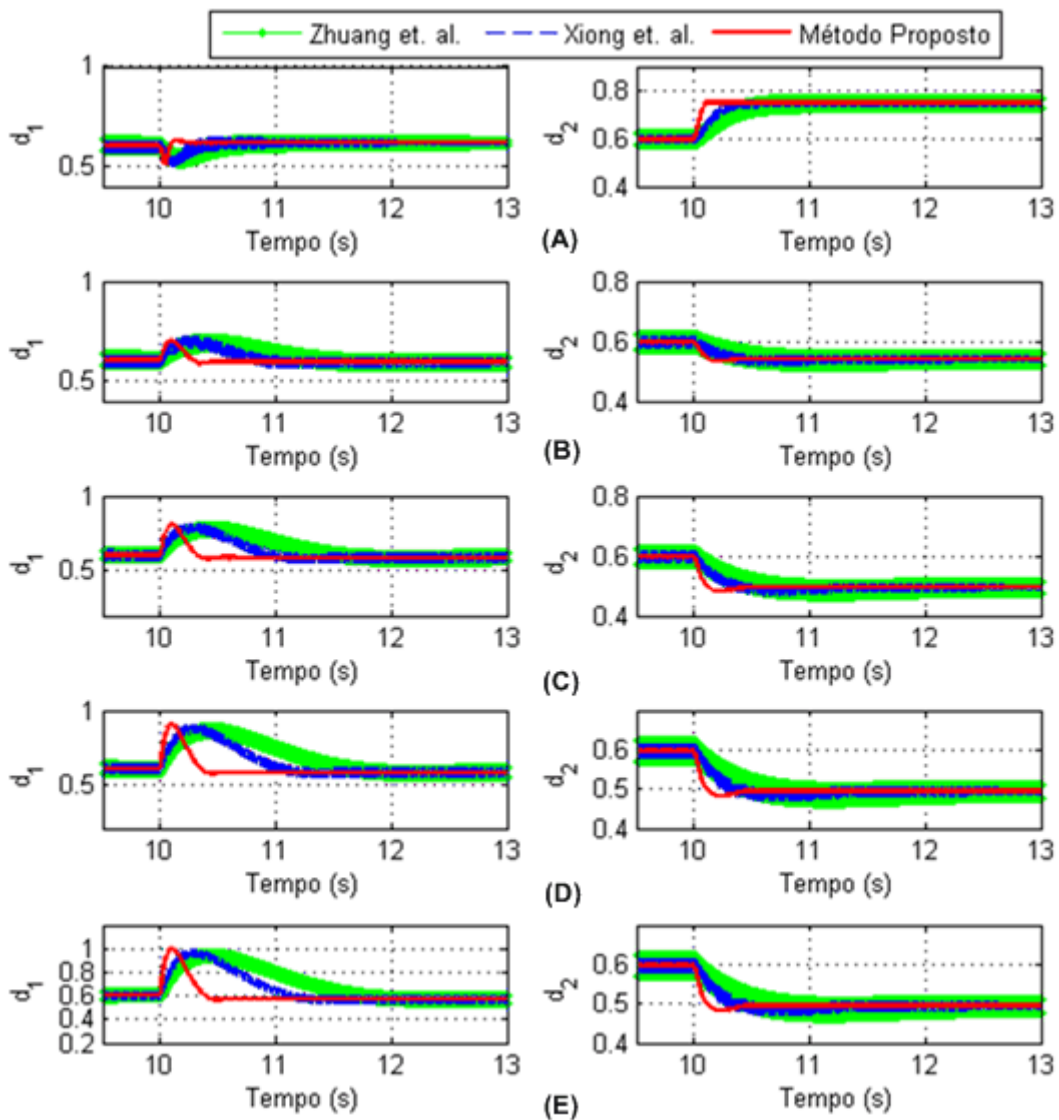 Zhuang et. al. Xiong et. al. Método Proposto
1
0.5
d1
10 11 12 13
Tempo (s)
0.8
0.6
0.4
d2
10 11 12 13
Tempo (s)
(A)
1
0.5
d1
10 11 12 13
Tempo (s)
0.8
0.6
0.4
d2
10 11 12 13
Tempo (s)
(B)
1
0.5
d1
10 11 12 13
Tempo (s)
0.8
0.6
0.4
d2
10 11 12 13
Tempo (s)
(C)
1
0.5
d1
10 11 12 13
Tempo (s)
0.6
0.5
0.4
d2
10 11 12 13
Tempo (s)
(D)
1
0.8
0.6
0.4
0.2
d1
10 11 12 13
Tempo (s)
0.6
0.5
0.4
d2
10 11 12 13
Tempo (s)
(E)